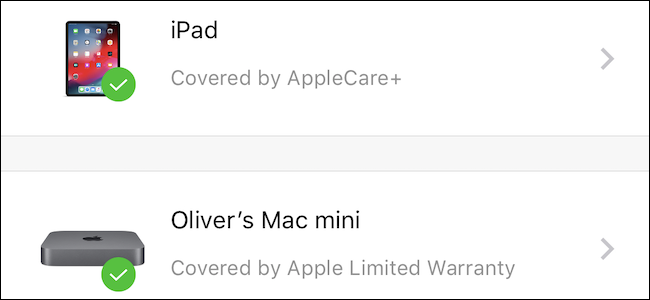 iPad
Covered by AppleCare+
Oliver’s Mac mini
Covered by Apple Limited Warranty